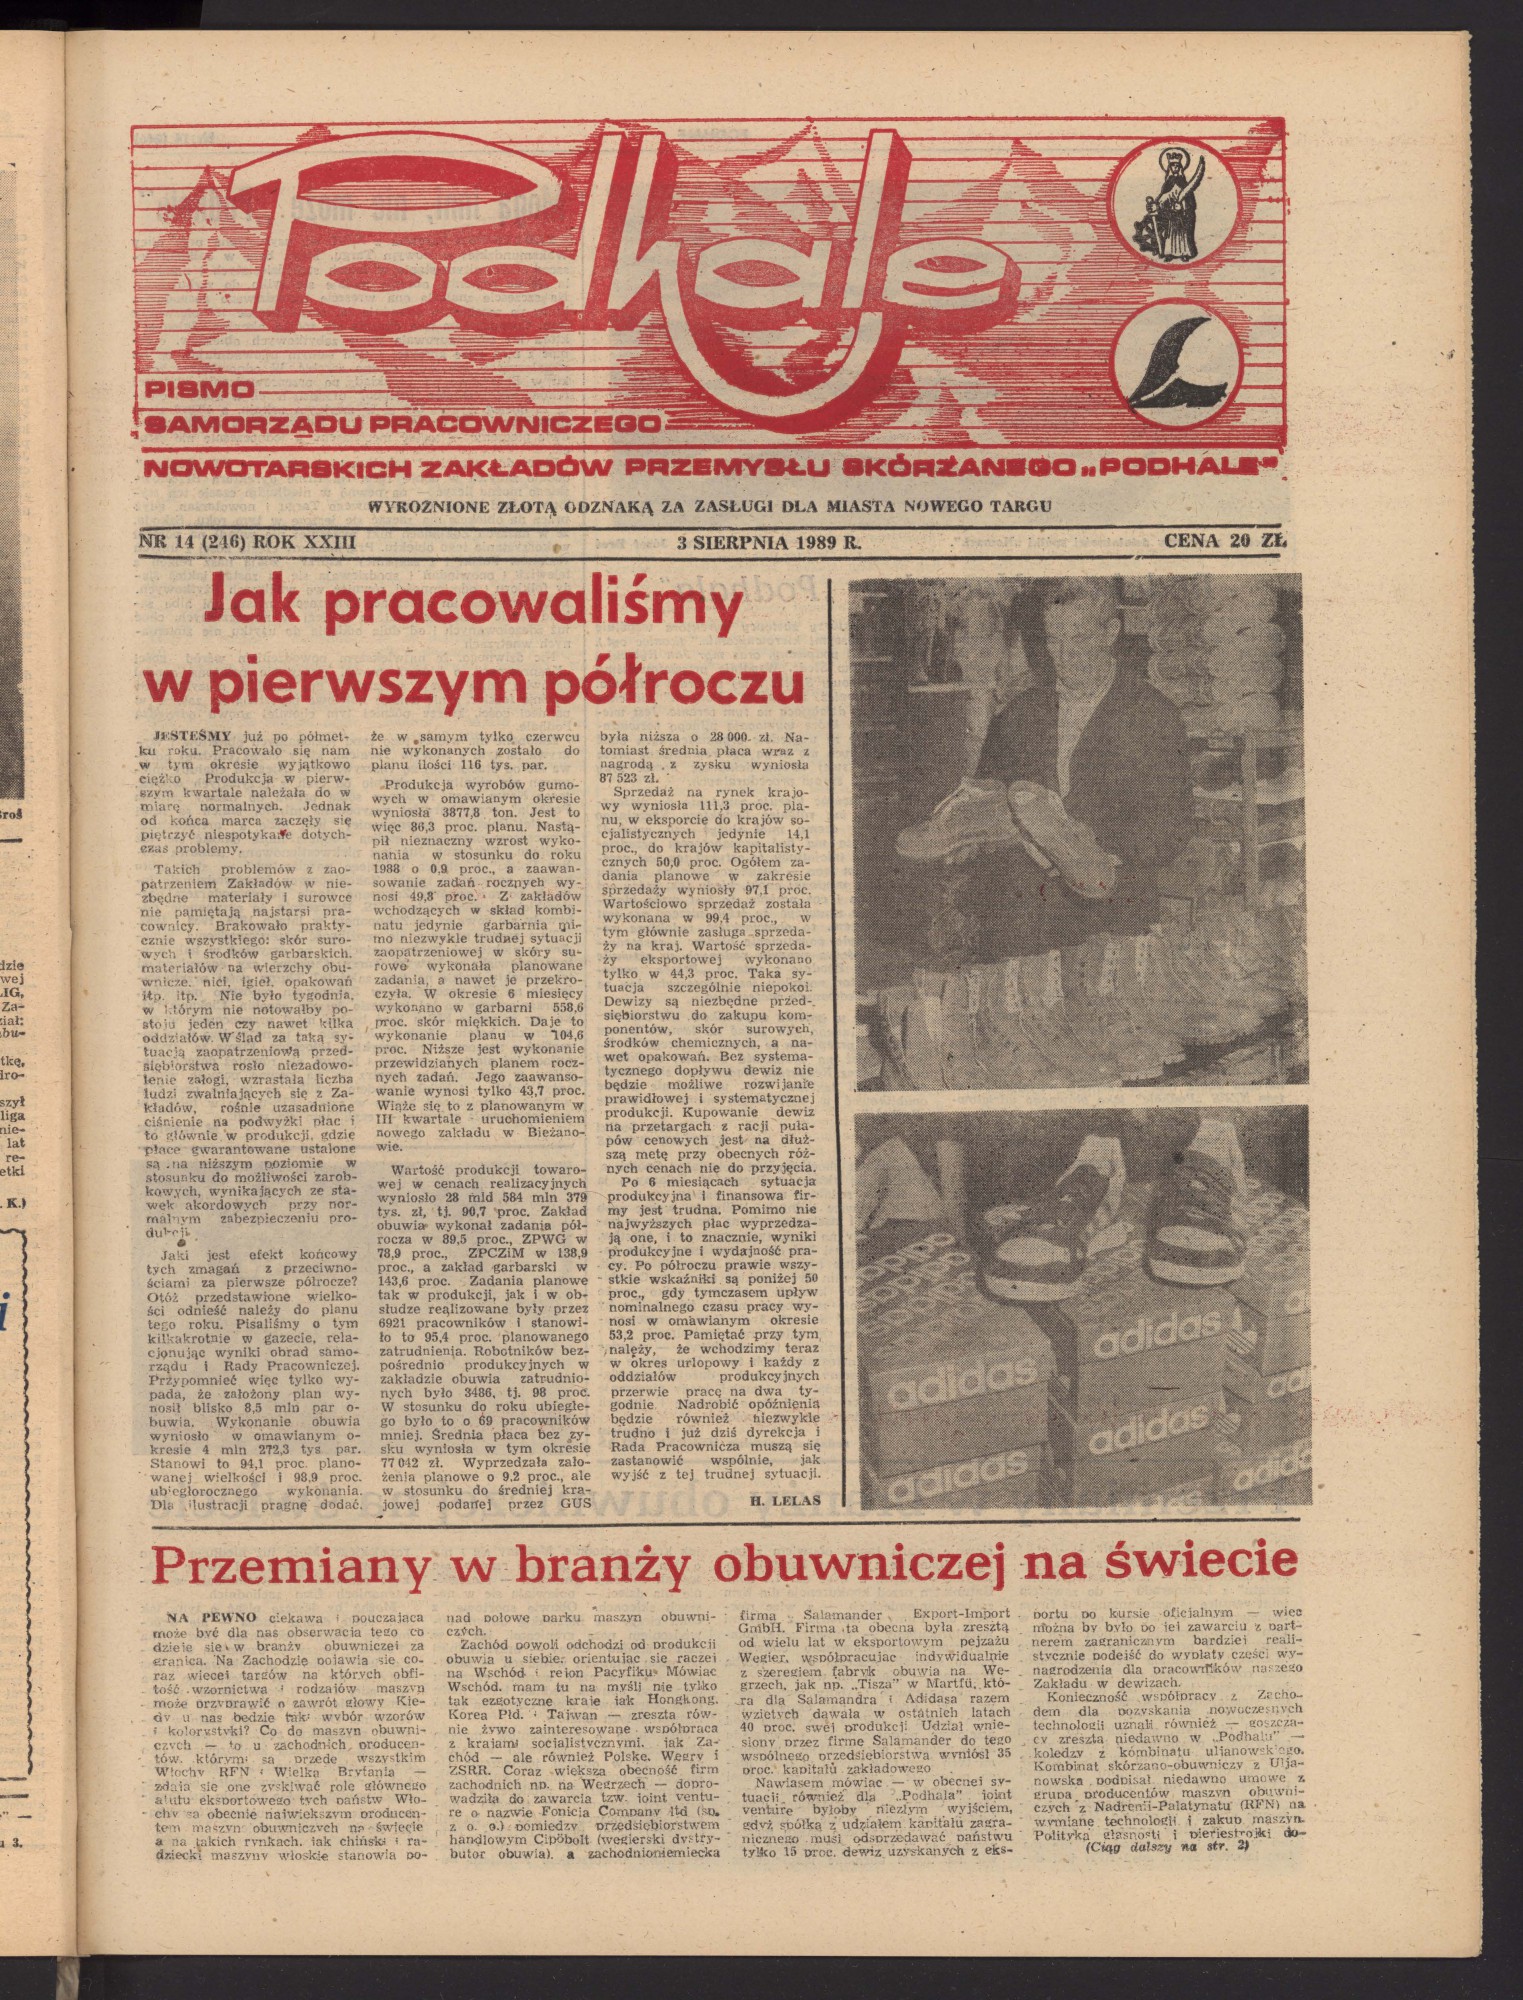 Podhale
PISMO
SAMORZĄDU PRACOWNICZEGO
NOWOTARSKICH ZAKŁADÓW PRZEMYSŁU SKÓRZANEGO „PODHALE"
WYRÓŻNIONE ZŁOTĄ ODZNAKĄ ZA ZASŁUGI DLA MIASTA NOWEGO TARGU
NR 14 (246) ROK XXIII
3 SIERPNIA 1989 R.
CENA 20 ZŁ
Jak pracowaliśmy
w pierwszym półroczu
JESTEŚMY już po półmet-
ku roku. Pracowało się nam
w tym okresie wyjątkowo
ciężko Produkcja w pierw-
szym kwartale należała do w
miarę normalnych. Jednak
od końca marca zaczęły się
piętrzyć niespotykane dotych-
czas problemy.
Takich problemów z zao-
patrzeniem Zakładów w nie-
zbędne materiały i surowce
nie pamiętają najstarsi pra-
cownicy. Brakowało prakty-
cznie wszystkiego: skór suro-
wych i środków garbarskich,
materiałów na wierzchy obu-
wnicze, nici, igieł, opakowań
itp. itp. Nie było tygodnia,
w którym nie notowałby po-
stoju jeden czy nawet kilka
oddziałów. W ślad za taką sy-
tuacją zaopatrzeniową przed-
siębiorstwa rosło niezadowo-
lenie załogi, wzrastała liczba
ludzi zwalniających się z Za-
kładów, rośnie uzasadnione
ciśnienie na podwyżki płac i
to głównie w produkcji, gdzie
płace gwarantowane ustalone
są na niższym poziomie w
stosunku do możliwości zarob-
kowych, wynikających ze sta-
wek akordowych przy nor-
malnym zabezpieczeniu pro-
dukcji.
Jaki jest efekt końcowy
tych zmagań z przeciwno-
ściami za pierwsze półrocze?
Otóż przedstawione wielko-
ści odnieść należy do planu
tego roku. Pisaliśmy o tym
kilkakrotnie w gazecie, rela-
cjonując wyniki obrad samo-
rządu i Rady Pracowniczej.
Przypomnieć więc tylko wy-
pada, że założony plan wy-
nosił blisko 8,5 mln par o-
buwia. Wykonanie obuwia
wyniosło w omawianym o-
kresie 4 mln 272,3 tys par.
Stanowi to 94,1 proc. plano-
wanej wielkości i 98,9 proc.
ubiegłorocznego wykonania.
Dla ilustracji pragnę dodać,
że w samym tylko czerwcu
nie wykonanych zostało do
planu ilości 116 tys. par.
Produkcja wyrobów gumo-
wych w omawianym okresie
wyniosła 3877,8 ton. Jest to
więc 86,3 proc. planu. Nastą-
pił nieznaczny wzrost wyko-
nania w stosunku do roku
1988 o 0,9 proc., a zaawan-
sowanie zadań rocznych wy-
nosi 49,8 proc. Z zakładów
wchodzących w skład kombi-
natu jedynie garbarnia mi-
mo niezwykle trudnej sytuacji
zaopatrzeniowej w skóry su-
rowe wykonała planowane
zadania, a nawet je przekro-
czyła. W okresie 6 miesięcy
wykonano w garbarni 558,6
proc. skór miękkich. Daje to
wykonanie planu w 104,6
proc. Niższe jest wykonanie
przewidzianych planem rocz-
nych zadań. Jego zaawanso-
wanie wynosi tylko 43,7 proc.
Wiąże się to z planowanym w
III kwartale uruchomieniem
nowego zakładu w Bieżano-
wie.
Wartość produkcji towaro-
wej w cenach realizacyjnych
wyniosło 28 mld 584 mln 379
tys. zł, tj. 90,7 proc. Zakład
obuwia wykonał zadania pół-
rocza w 89,5 proc., ZPWG w
78,9 proc., ZPCZiM w 138,9
proc., a zakład garbarski w
143,6 proc. Zadania planowe
tak w produkcji, jak i w ob-
słudze realizowane były przez
6921 pracowników i stanowi-
ło to 95,4 proc. planowanego
zatrudnienia. Robotników bez-
pośrednio produkcyjnych w
zakładzie obuwia zatrudnio-
nych było 3486, tj. 98 proc.
W stosunku do roku ubiegłe-
go było to o 69 pracowników
mniej. Średnia płaca bez zy-
sku wyniosła w tym okresie
77 042 zł. Wyprzedzała zało-
żenia planowe o 9,2 proc., ale
w stosunku do średniej kra-
jowej podanej przez GUS
była niższa o 28 000 zł. Na-
tomiast średnia płaca wraz z
nagrodą z zysku wyniosła
87 523 zł.
Sprzedaż na rynek krajo-
wy wyniosła 111,3 proc. pla-
nu, w eksporcie do krajów so-
cjalistycznych jedynie 14,1
proc., do krajów kapitalisty-
cznych 50,0 proc. Ogółem za-
dania planowe w zakresie
sprzedaży wyniosły 97,1 proc.
Wartościowo sprzedaż została
wykonana w 99,4 proc., w
tym głównie zasługa sprzeda-
ży na kraj. Wartość sprzeda-
ży eksportowej wykonano
tylko w 44,3 proc. Taka sy-
tuacja szczególnie niepokoi.
Dewizy są niezbędne przed-
siębiorstwu do zakupu kom-
ponentów, skór surowych,
środków chemicznych, a na-
wet opakowań. Bez systema-
tycznego dopływu dewiz nie
będzie możliwe rozwijanie
prawidłowej i systematycznej
produkcji. Kupowanie dewiz
na przetargach z racji puła-
pów cenowych jest na dłuż-
szą metę przy obecnych róż-
nych cenach nie do przyjęcia.
Po 6 miesiącach sytuacja
produkcyjna i finansowa fir-
my jest trudna. Pomimo nie
najwyższych płac wyprzedza-
ją one, i to znacznie, wyniki
produkcyjne i wydajność pra-
cy. Po półroczu prawie wszy-
stkie wskaźniki są poniżej 50
proc., gdy tymczasem upływ
nominalnego czasu pracy wy-
nosi w omawianym okresie
53,2 proc. Pamiętać przy tym
należy, że wchodzimy teraz
w okres urlopowy i każdy z
oddziałów produkcyjnych
przerwie pracę na dwa ty-
godnie. Nadrobić opóźnienia
będzie również niezwykle
trudno i już dziś dyrekcja i
Rada Pracownicza muszą się
zastanowić wspólnie, jak
wyjść z tej trudnej sytuacji.
H. LELAS
adidas
adidas
adidas
adidas
Przemiany w branży obuwniczej na świecie
NA PEWNO ciekawa i pouczająca
może być dla nas obserwacja tego co
dzieje się w branży obuwniczej za
granicą. Na Zachodzie pojawia się co-
raz więcej targów na których obfi-
tość wzornictwa i rodzajów maszyn
może przyprawić o zawrót głowy Kie-
dy u nas będzie taki wybór wzorów
i kolorystyki? Co do maszyn obuwni-
czych — to u zachodnich producen-
tów, którymi są przede wszystkim
Włochy RFN i Wielka Brytania —
zdają się one zyskiwać rolę głównego
atutu eksportowego tych państw Wło-
chy są obecnie największym producen-
tem maszyn obuwniczych na świecie
a na takich rynkach, jak chiński i ra-
dziecki maszyny włoskie stanowią po-
nad połowę parku maszyn obuwni-
czych.
Zachód powoli odchodzi od produkcji
obuwia u siebie, orientując się raczej
na Wschód i rejon Pacyfiku Mówiąc
Wschód, mam tu na myśli nie tylko
tak egzotyczne kraje jak Hongkong,
Korea Płd. i Tajwan — zresztą rów-
nie żywo zainteresowane współpracą
z krajami socjalistycznymi, jak Za-
chód — ale również Polskę, Węgry i
ZSRR. Coraz większa obecność firm
zachodnich np. na Węgrzech — dopro-
wadziła do zawarcia tzw. joint ventu-
re o nazwie Fonicia Company ltd (sp.
z o. o.) pomiędzy przedsiębiorstwem
handlowym Cipöbolt (węgierski dystry-
butor obuwia), a zachodnioniemiecką
firmą Salamander Export-Import
GmbH. Firma ta obecna była zresztą
od wielu lat w eksportowym pejzażu
Węgier, współpracując indywidualnie
z szeregiem fabryk obuwia na Wę-
grzech, jak np. „Tisza" w Martfű, któ-
ra dla Salamandra i Adidasa razem
wziętych dawała w ostatnich latach
40 proc. swej produkcji Udział wnie-
siony przez firmę Salamander do tego
wspólnego przedsiębiorstwa wyniósł 35
proc. kapitału zakładowego
Nawiasem mówiąc — w obecnej sy-
tuacji również dla „Podhala" joint
venture byłoby niezłym wyjściem,
gdyż spółka z udziałem kapitału zagra-
nicznego musi odsprzedawać państwu
tylko 15 proc. dewiz uzyskanych z eks-
portu po kursie oficjalnym — więc
można by było po jej zawarciu z part-
nerem zagranicznym bardziej reali-
stycznie podejść do wypłaty części wy-
nagrodzenia dla pracowników naszego
Zakładu w dewizach.
Konieczność współpracy z Zacho-
dem dla pozyskania nowoczesnych
technologii uznali również — goszczą-
cy zresztą niedawno w „Podhalu" —
koledzy z kombinatu ulianowskiego.
Kombinat skórzano-obuwniczy z Ulja-
nowska podpisał niedawno umowę z
grupą producentów maszyn obuwni-
czych z Nadrenii-Palatynatu (RFN) na
wymianę technologii i zakup maszyn.
Polityka głasnosti i pieriestrojki do-
(Ciąg dalszy na str. 2)